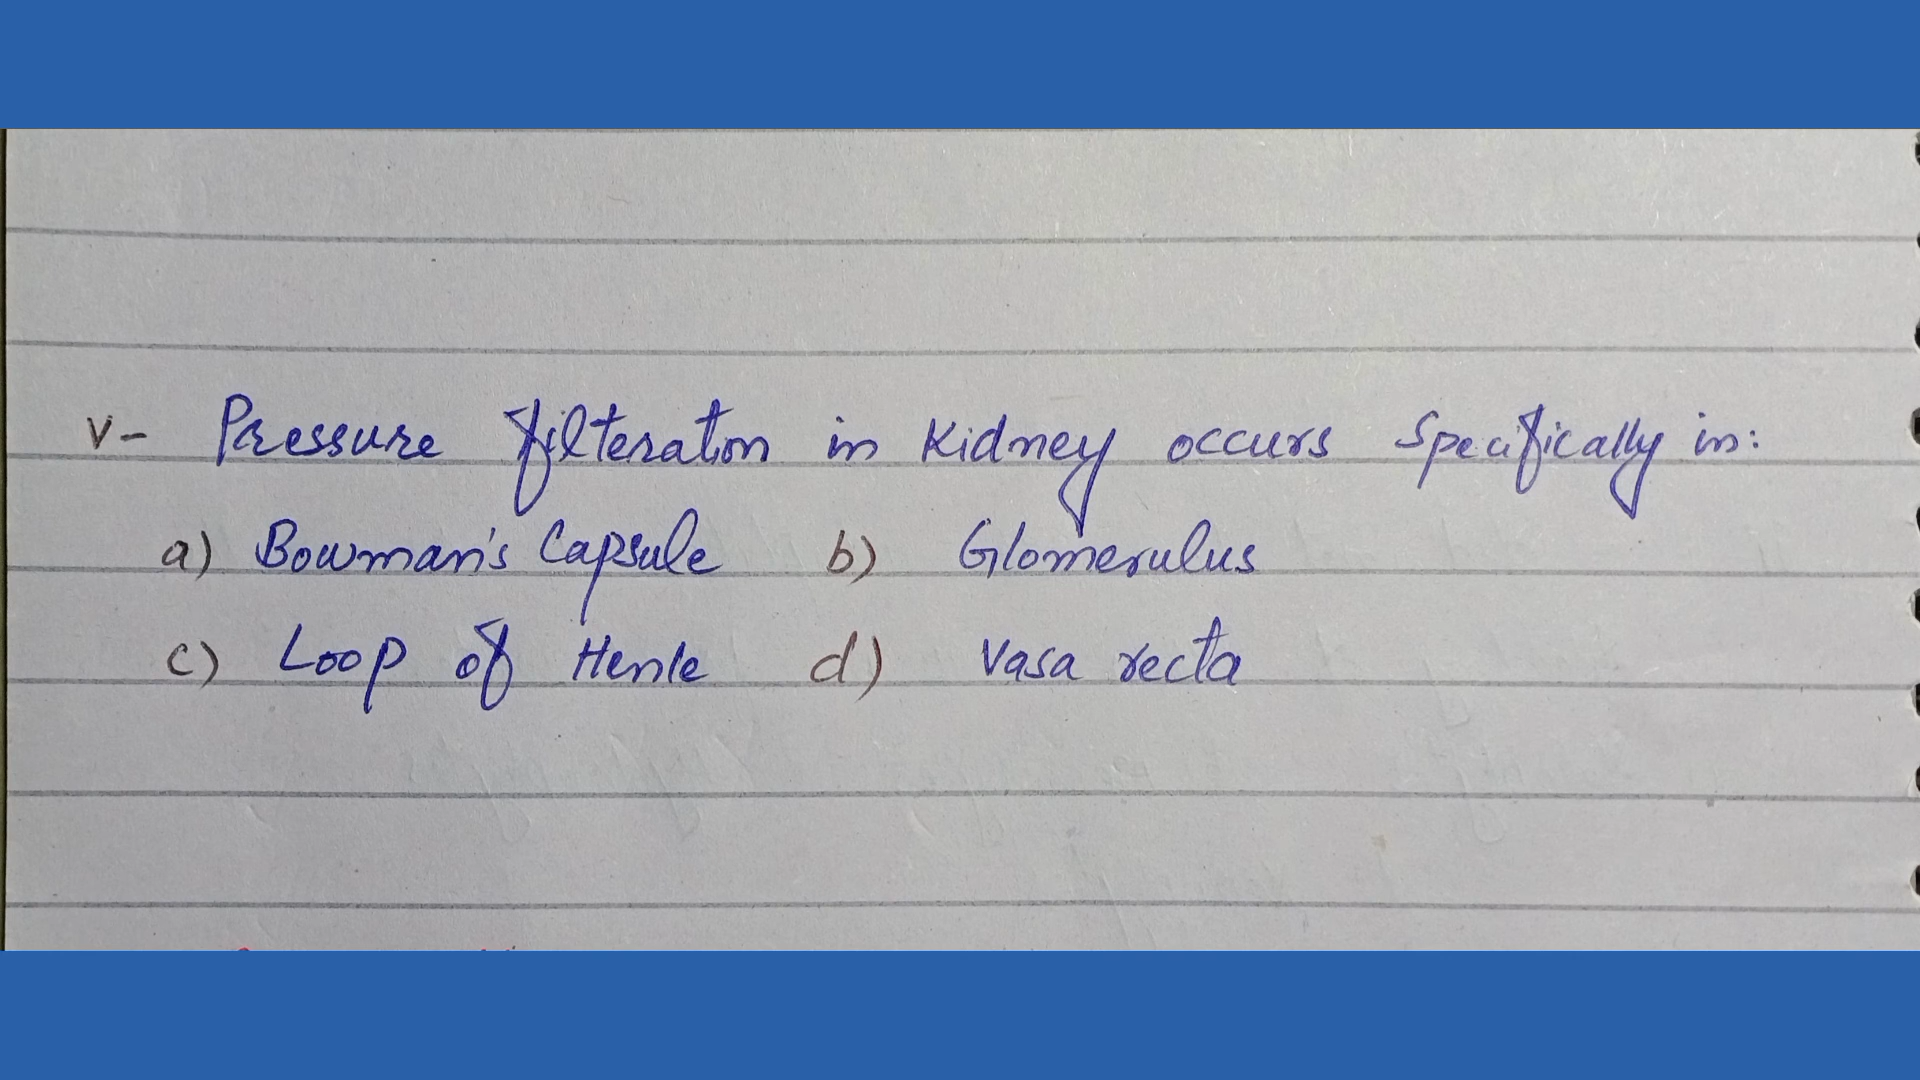 v- Pressure filteration in Kidney occurs Specifically in:
a) Bowman's Capsule b) Glomerulus
c) Loop of Henle d) Vasa recta